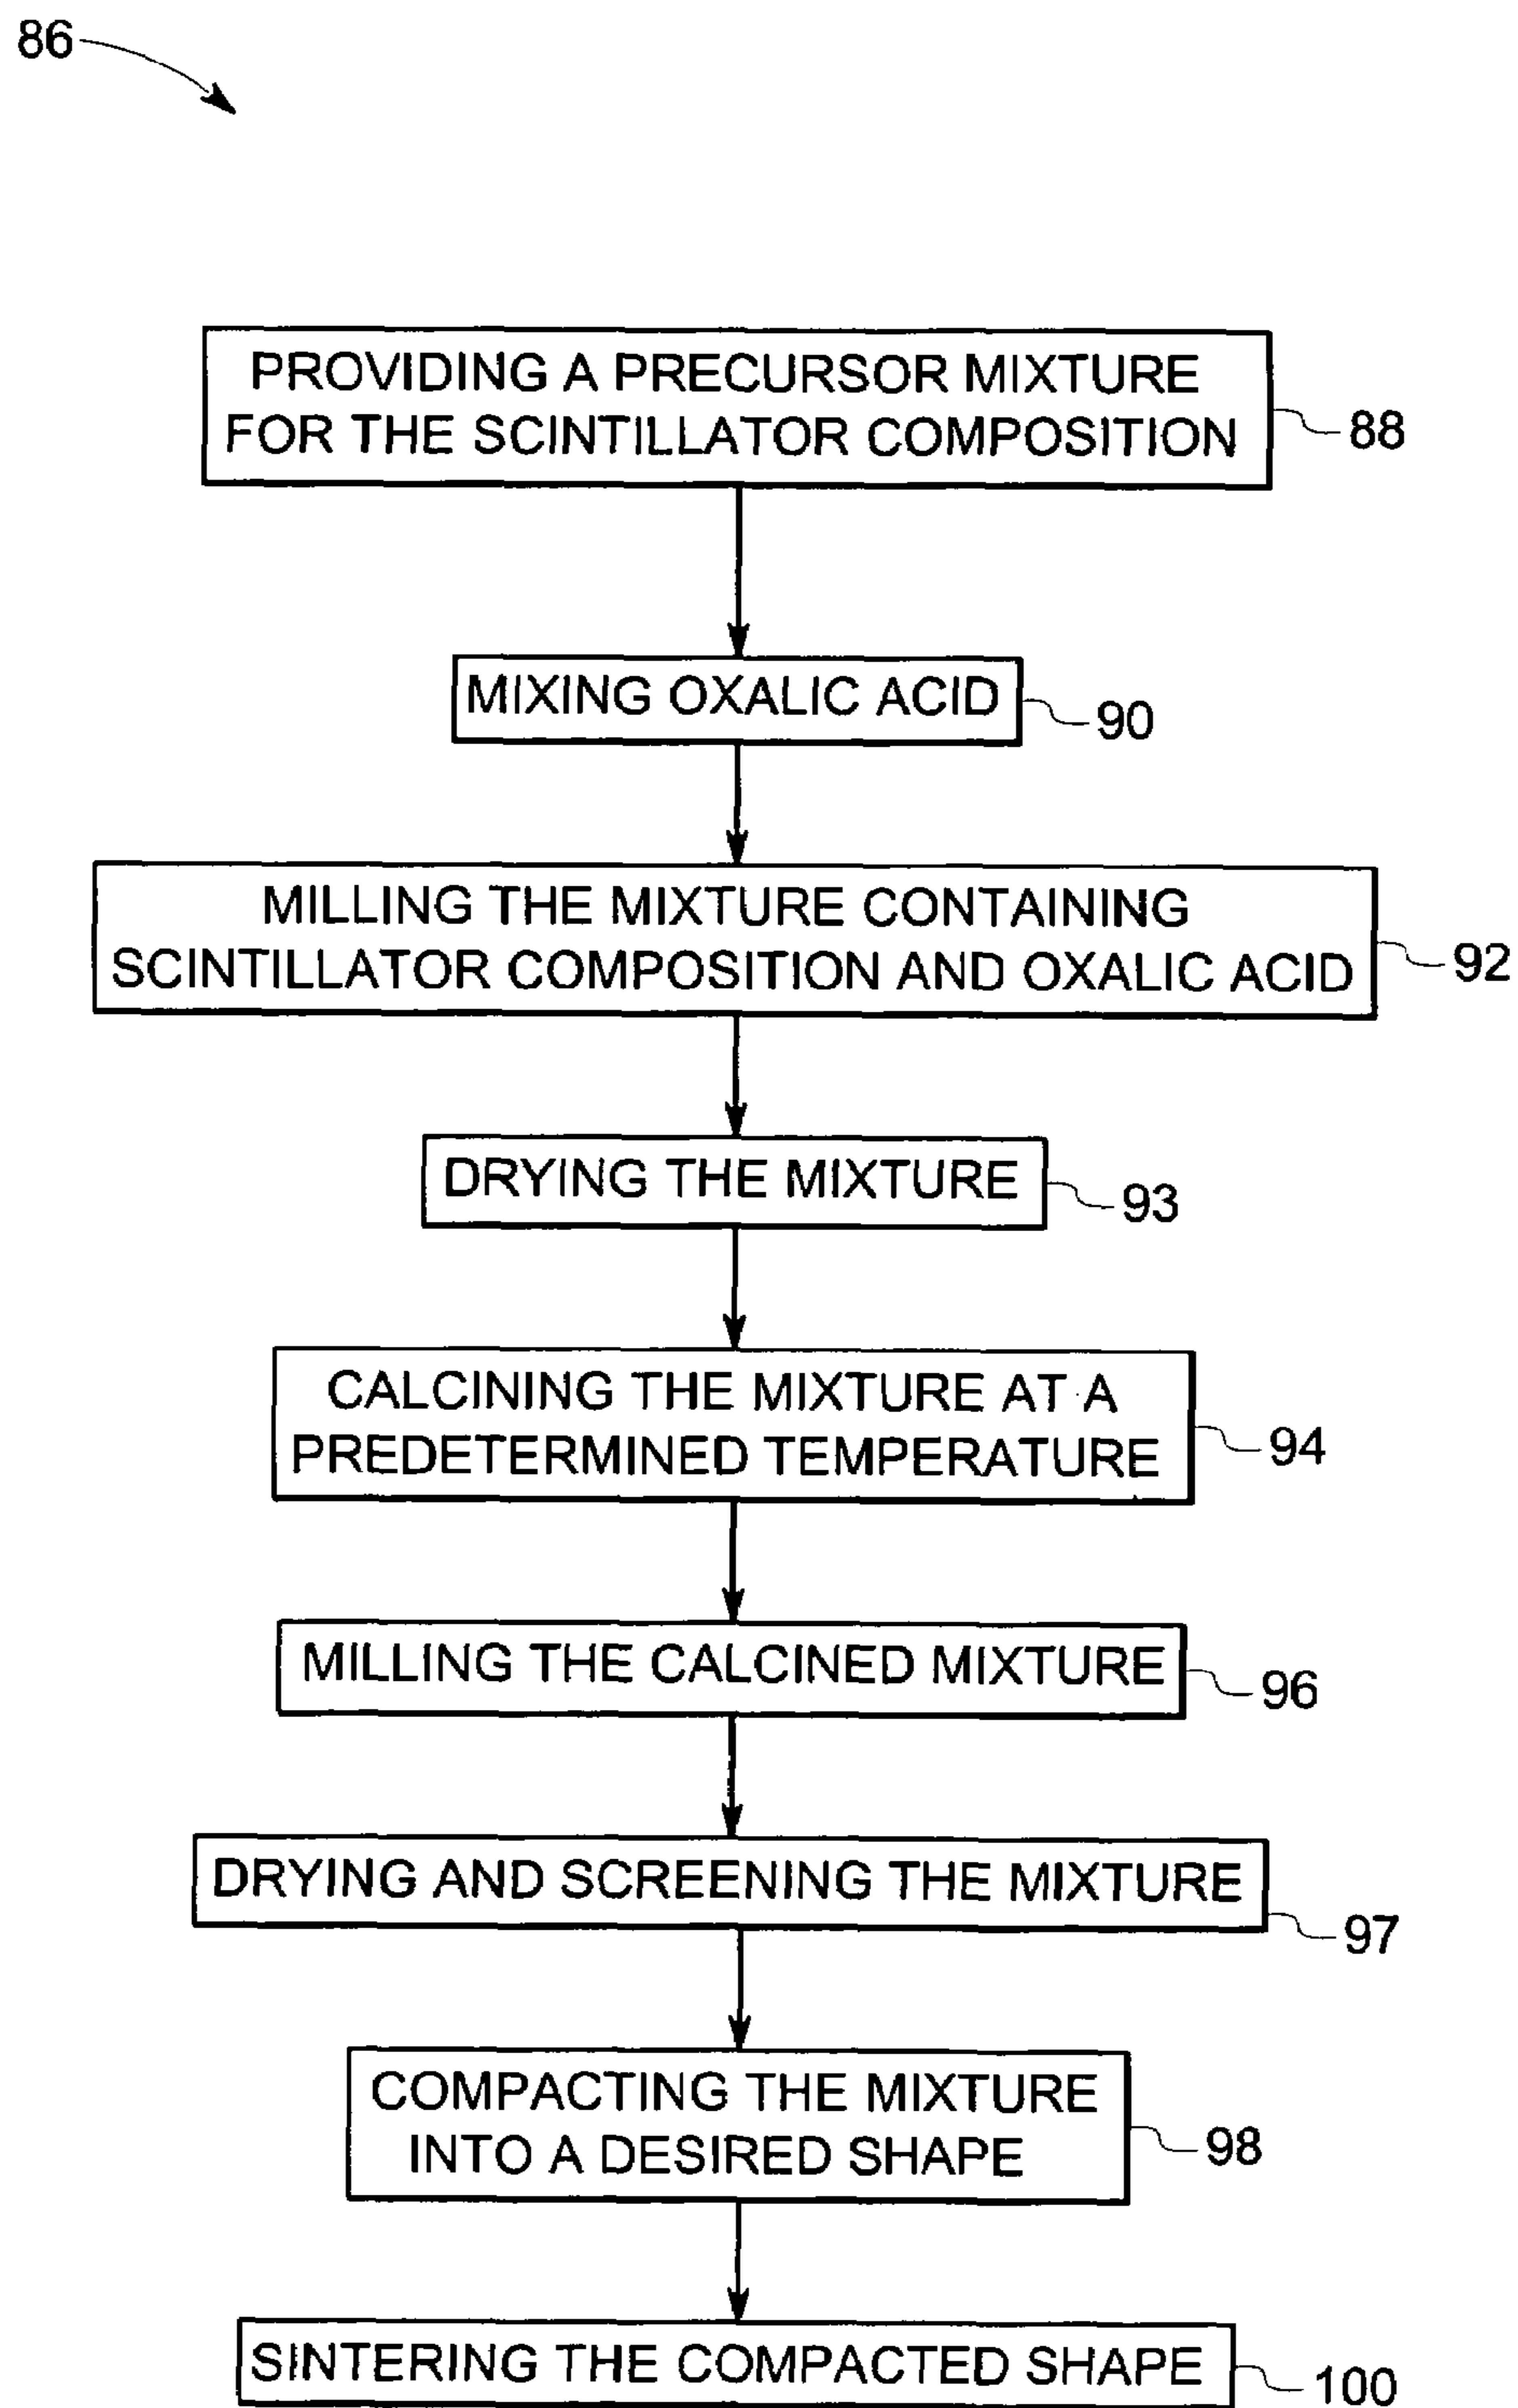 86
PROVIDING A PRECURSOR MIXTURE
FOR THE SCINTILLATOR COMPOSITION
88
MIXING OXALIC ACID
90
MILLING THE MIXTURE CONTAINING
SCINTILLATOR COMPOSITION AND OXALIC ACID
92
DRYING THE MIXTURE
93
CALCINING THE MIXTURE AT A
PREDETERMINED TEMPERATURE
94
MILLING THE CALCINED MIXTURE
96
DRYING AND SCREENING THE MIXTURE
97
COMPACTING THE MIXTURE
INTO A DESIRED SHAPE
98
SINTERING THE COMPACTED SHAPE
100